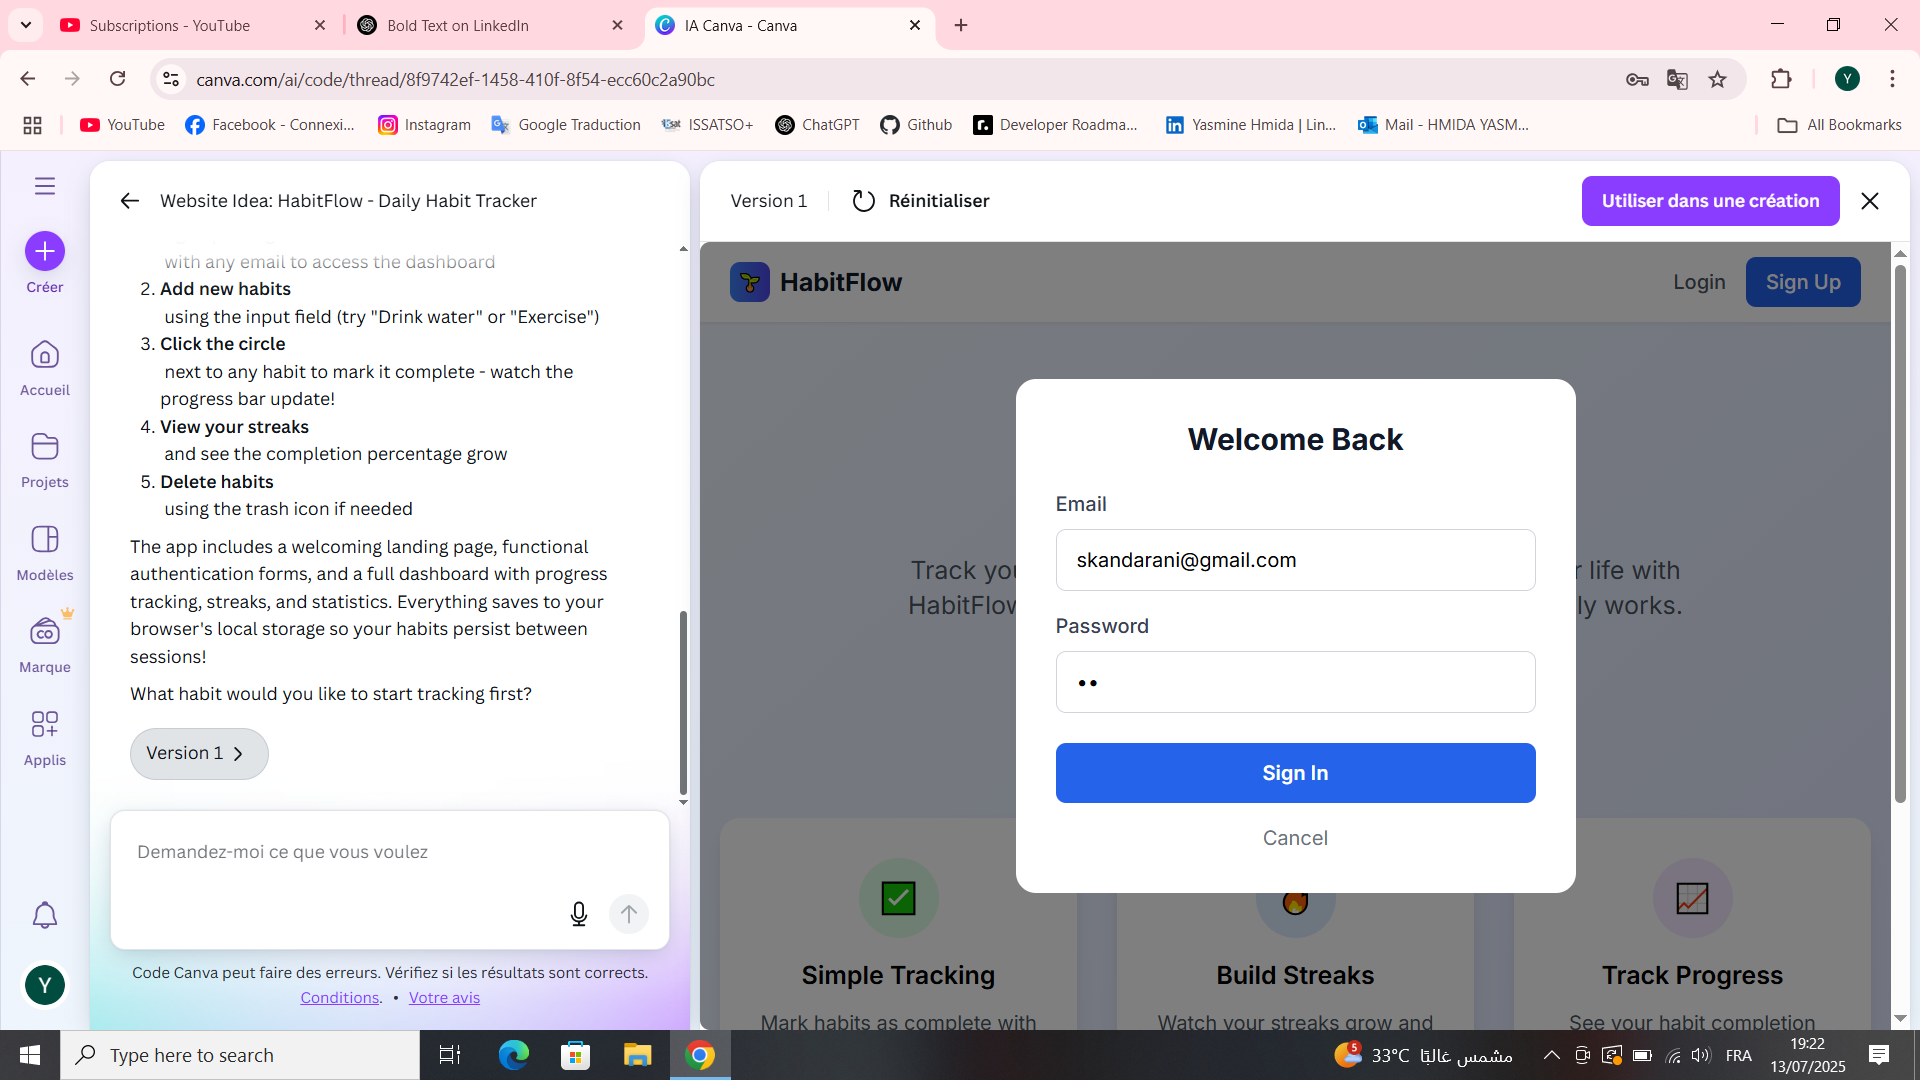 Subscriptions - YouTube
Bold Text on LinkedIn
IA Canva - Canva
canva.com/ai/code/thread/8f9742ef-1458-410f-8f54-ecc60c2a90bc
Y
YouTube
Facebook - Connexi...
Instagram
Google Traduction
ISSATSO+
ChatGPT
Github
Developer Roadma...
Yasmine Hmida | Lin...
Mail - HMIDA YASM...
All Bookmarks
Créer
Accueil
Projets
Modèles
Marque
Applis
Y
Website Idea: HabitFlow - Daily Habit Tracker
with any email to access the dashboard
2. Add new habits
using the input field (try "Drink water" or "Exercise")
3. Click the circle
next to any habit to mark it complete - watch the
progress bar update!
4. View your streaks
and see the completion percentage grow
5. Delete habits
using the trash icon if needed
The app includes a welcoming landing page, functional
authentication forms, and a full dashboard with progress
tracking, streaks, and statistics. Everything saves to your
browser's local storage so your habits persist between
sessions!
What habit would you like to start tracking first?
Version 1
Demandez-moi ce que vous voulez
Code Canva peut faire des erreurs. Vérifiez si les résultats sont corrects.
Conditions. • Votre avis
Version 1
Réinitialiser
Utiliser dans une création
HabitFlow
Login
Sign Up
Track you
r life with
HabitFlow
ly works.
Welcome Back
Email
skandarani@gmail.com
Password
Sign In
Cancel
Simple Tracking
Mark habits as complete with
Build Streaks
Watch your streaks grow and
Track Progress
See your habit completion
Type here to search
5
33°C مشمس غالبًا
FRA
19:22
13/07/2025